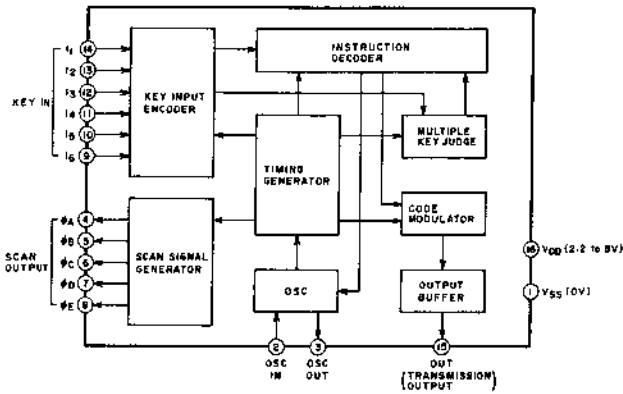 KEY IN
I1 14
I2 13
I3 12
I4 11
I5 10
I6 9
KEY INPUT
ENCODER
INSTRUCTION
DECODER
MULTIPLE
KEY JUDGE
TIMING
GENERATOR
CODE
MODULATOR
SCAN
OUTPUT
φA 4
φB 5
φC 6
φD 7
φE 8
SCAN SIGNAL
GENERATOR
OSC
OUTPUT
BUFFER
16 VDD (2.2 to 5V)
1 VSS (0V)
2
OSC
IN
3
OSC
OUT
15
OUT
(TRANSMISSION
OUTPUT)